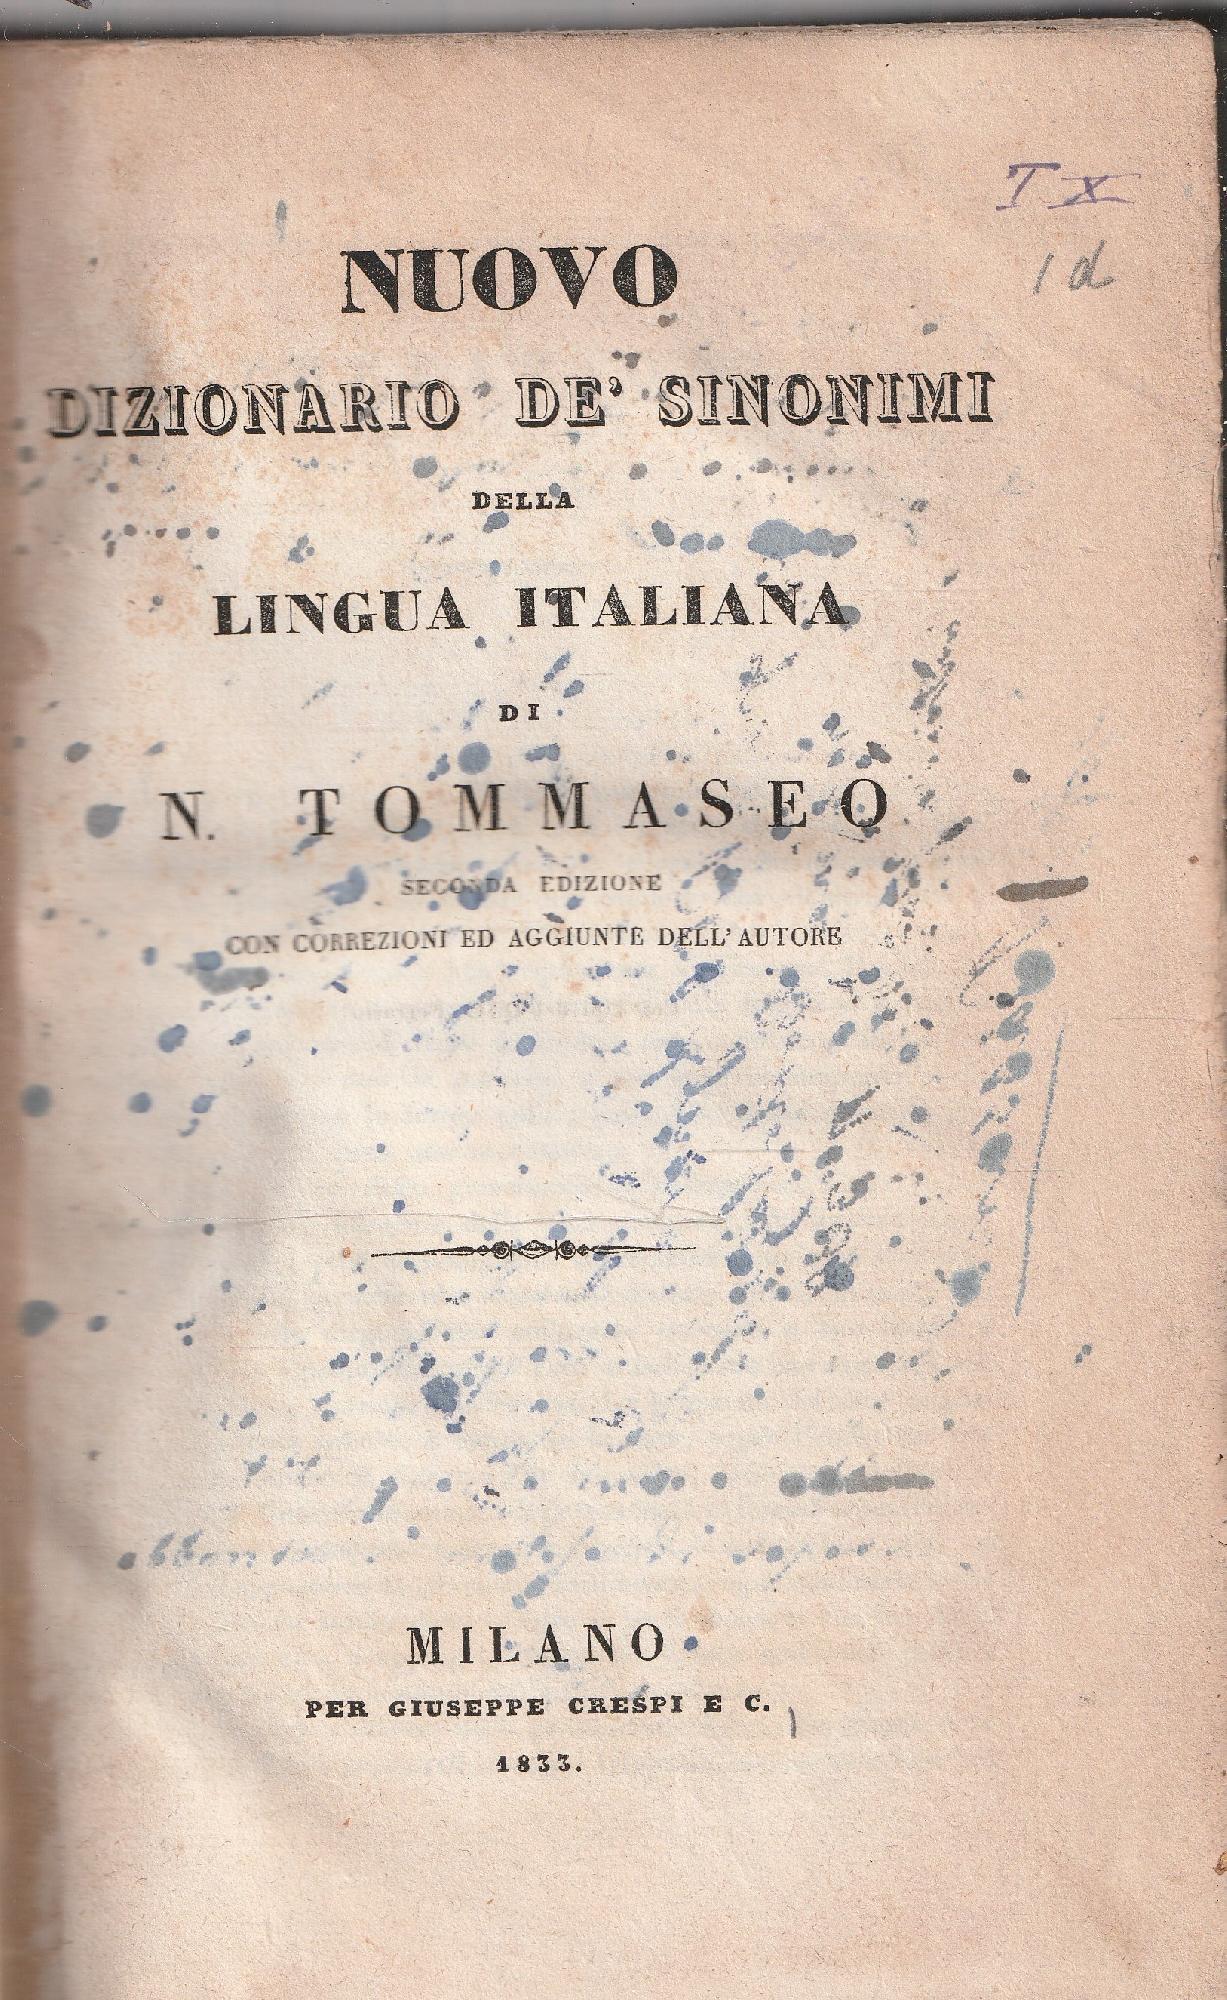 T X
1 d
NUOVO
DIZIONARIO DE' SINONIMI
DELLA
LINGUA ITALIANA
DI
N. TOMMASEO
SECONDA EDIZIONE
CON CORREZIONI ED AGGIUNTE DELL'AUTORE
MILANO
PER GIUSEPPE CRESPI E C.
1833.